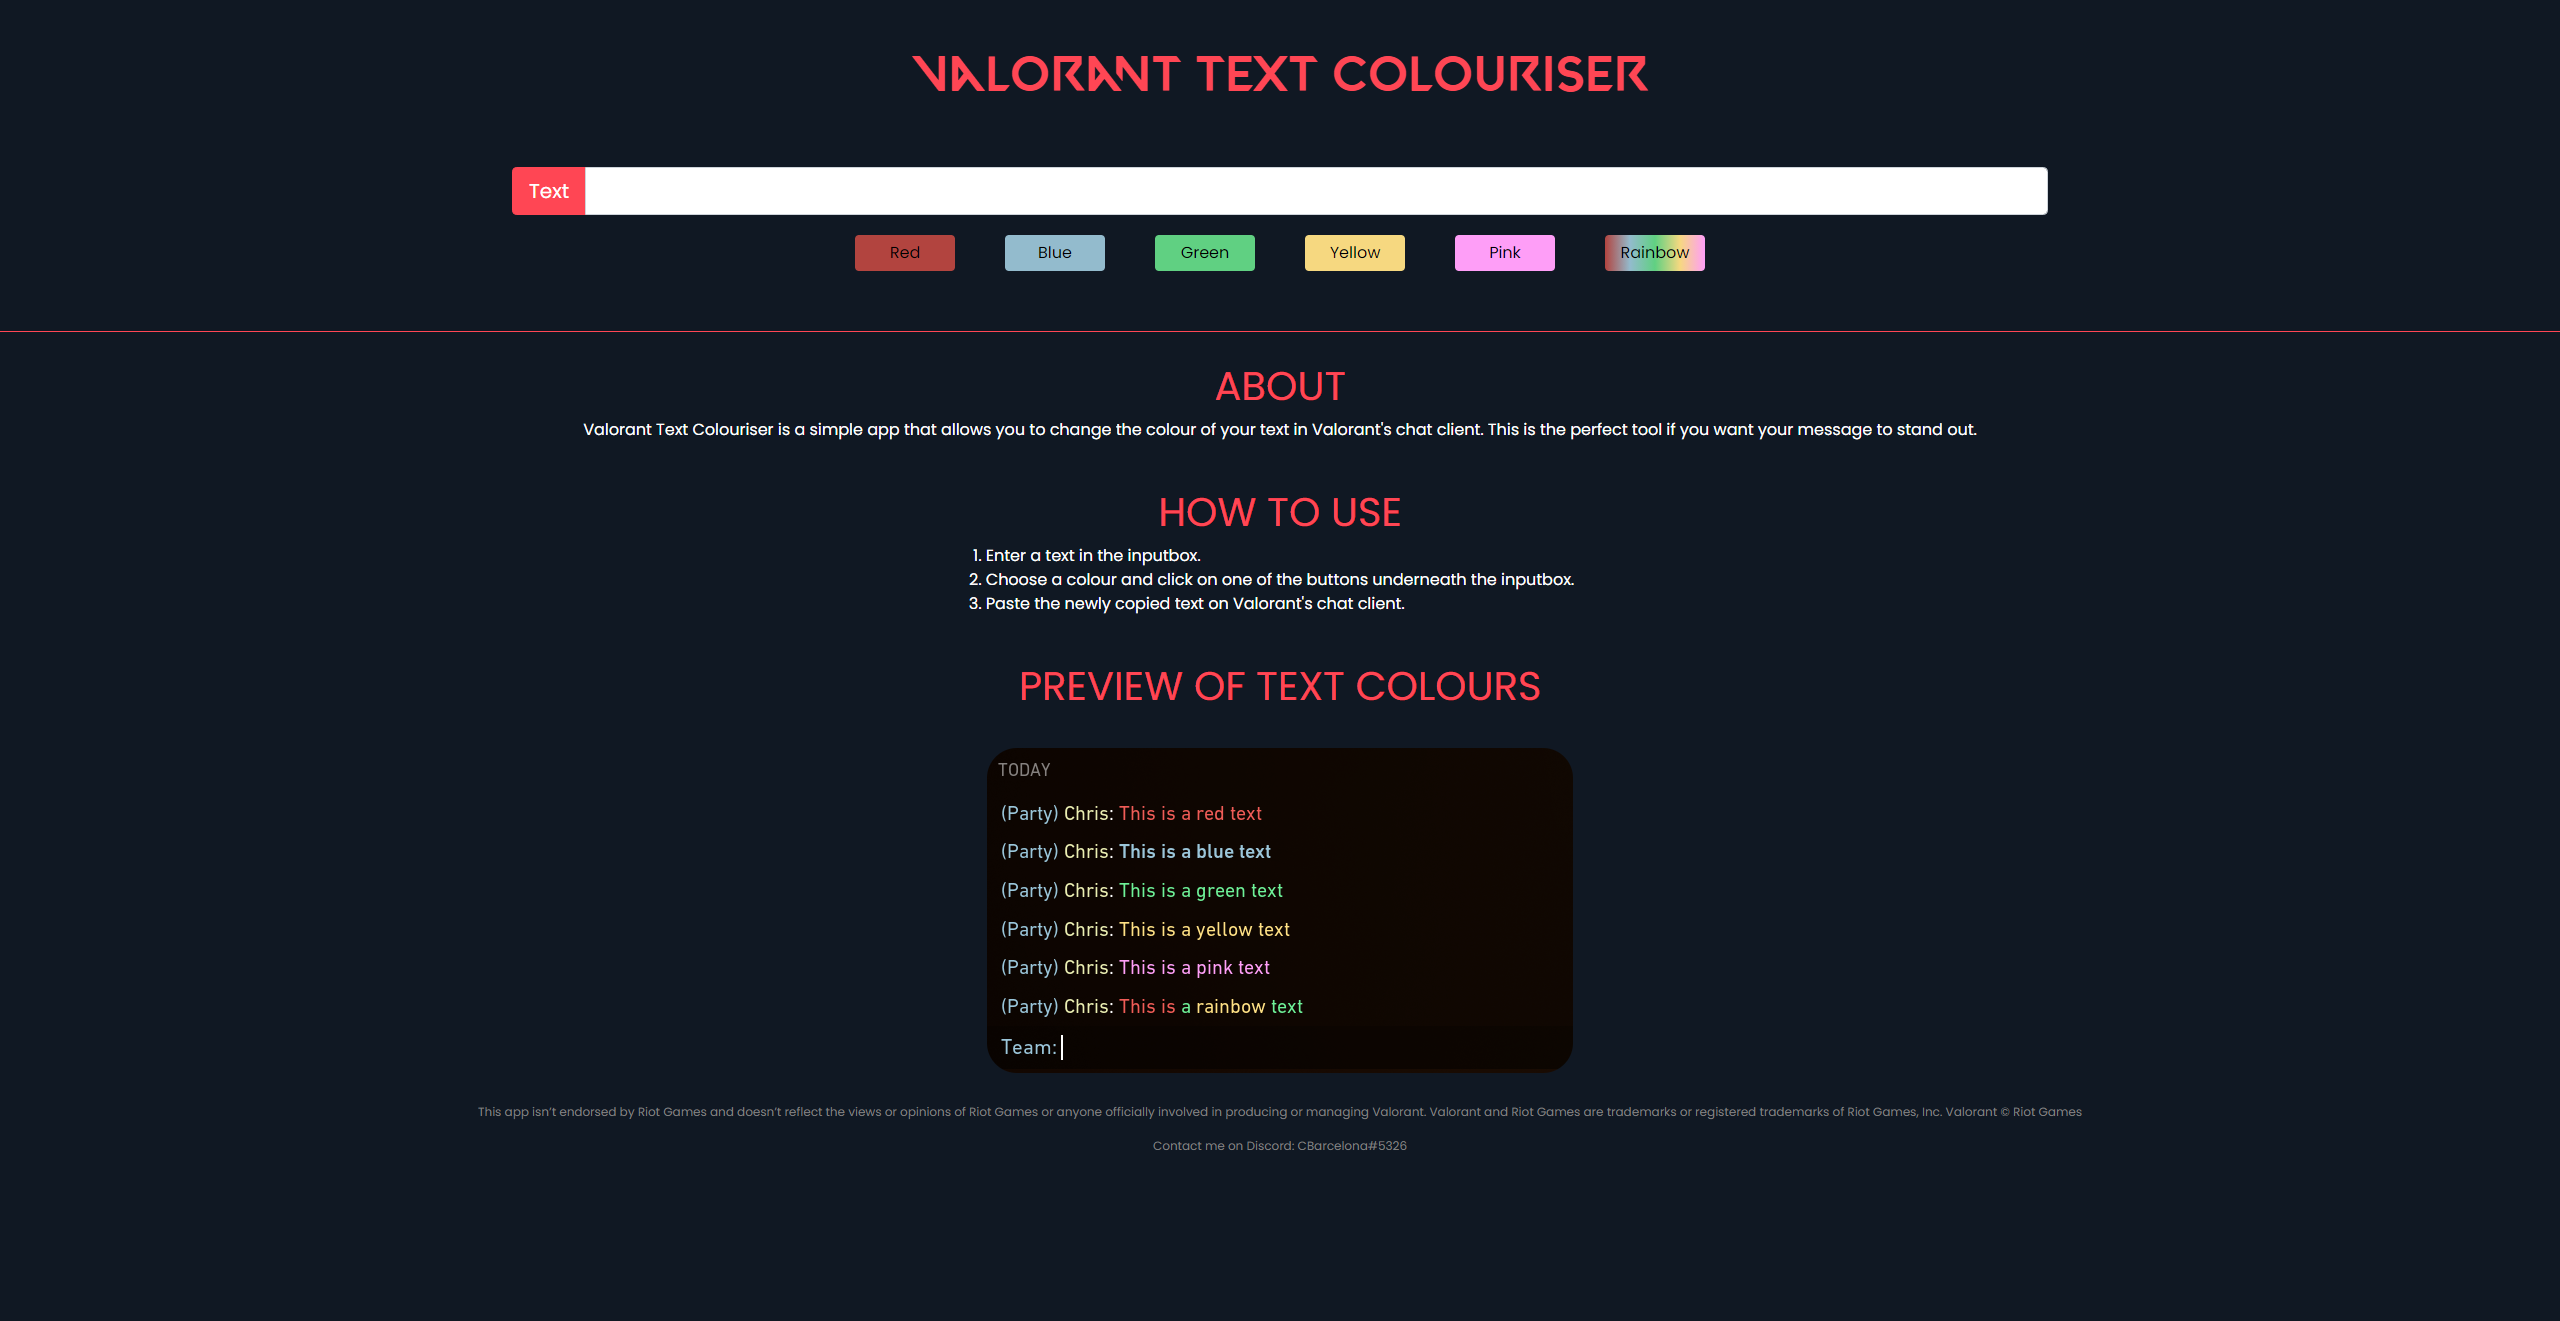 VALORANT TEXT COLOURISER
Text
Red Blue Green Yellow Pink Rainbow
ABOUT
Valorant Text Colouriser is a simple app that allows you to change the colour of your text in Valorant's chat client. This is the perfect tool if you want your message to stand out.
HOW TO USE
1. Enter a text in the inputbox.
2. Choose a colour and click on one of the buttons underneath the inputbox.
3. Paste the newly copied text on Valorant's chat client.
PREVIEW OF TEXT COLOURS
TODAY
(Party) Chris: This is a red text
(Party) Chris: This is a blue text
(Party) Chris: This is a green text
(Party) Chris: This is a yellow text
(Party) Chris: This is a pink text
(Party) Chris: This is a rainbow text
Team:
This app isn't endorsed by Riot Games and doesn't reflect the views or opinions of Riot Games or anyone officially involved in producing or managing Valorant. Valorant and Riot Games are trademarks or registered trademarks of Riot Games, Inc. Valorant © Riot Games
Contact me on Discord: CBarcelona#5326